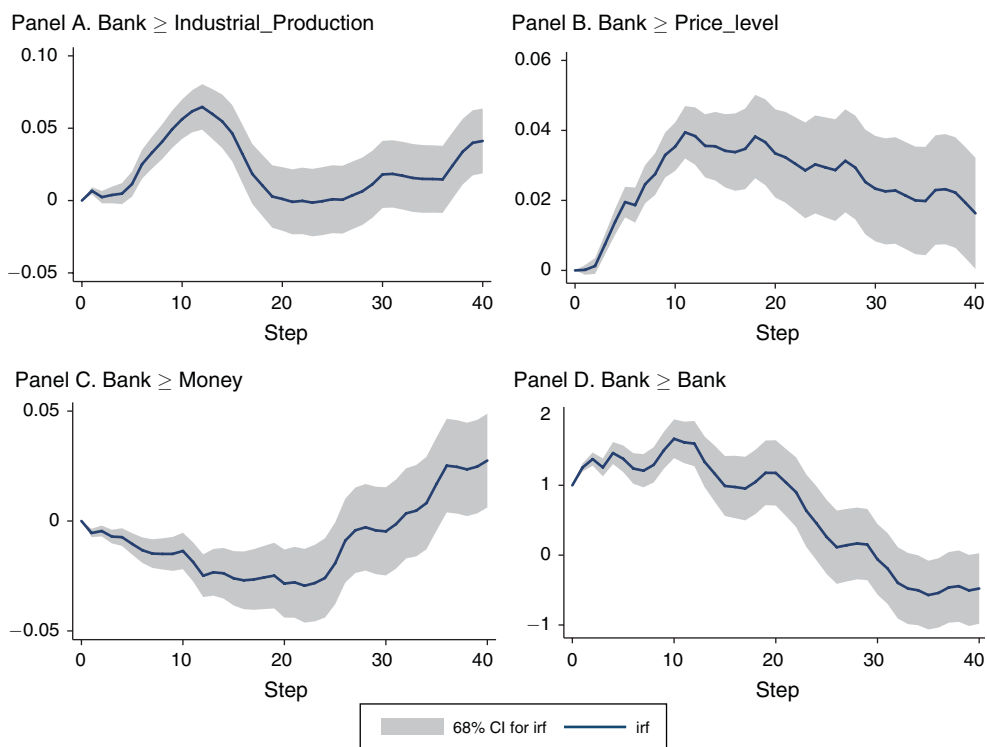 Panel A. Bank ≥ Industrial_Production
0.10
0.05
0
−0.05
0 10 20 30 40
Step
Panel B. Bank ≥ Price_level
0.06
0.04
0.02
0
0 10 20 30 40
Step
Panel C. Bank ≥ Money
0.05
0
−0.05
0 10 20 30 40
Step
Panel D. Bank ≥ Bank
2
1
0
−1
0 10 20 30 40
Step
68% CI for irf irf